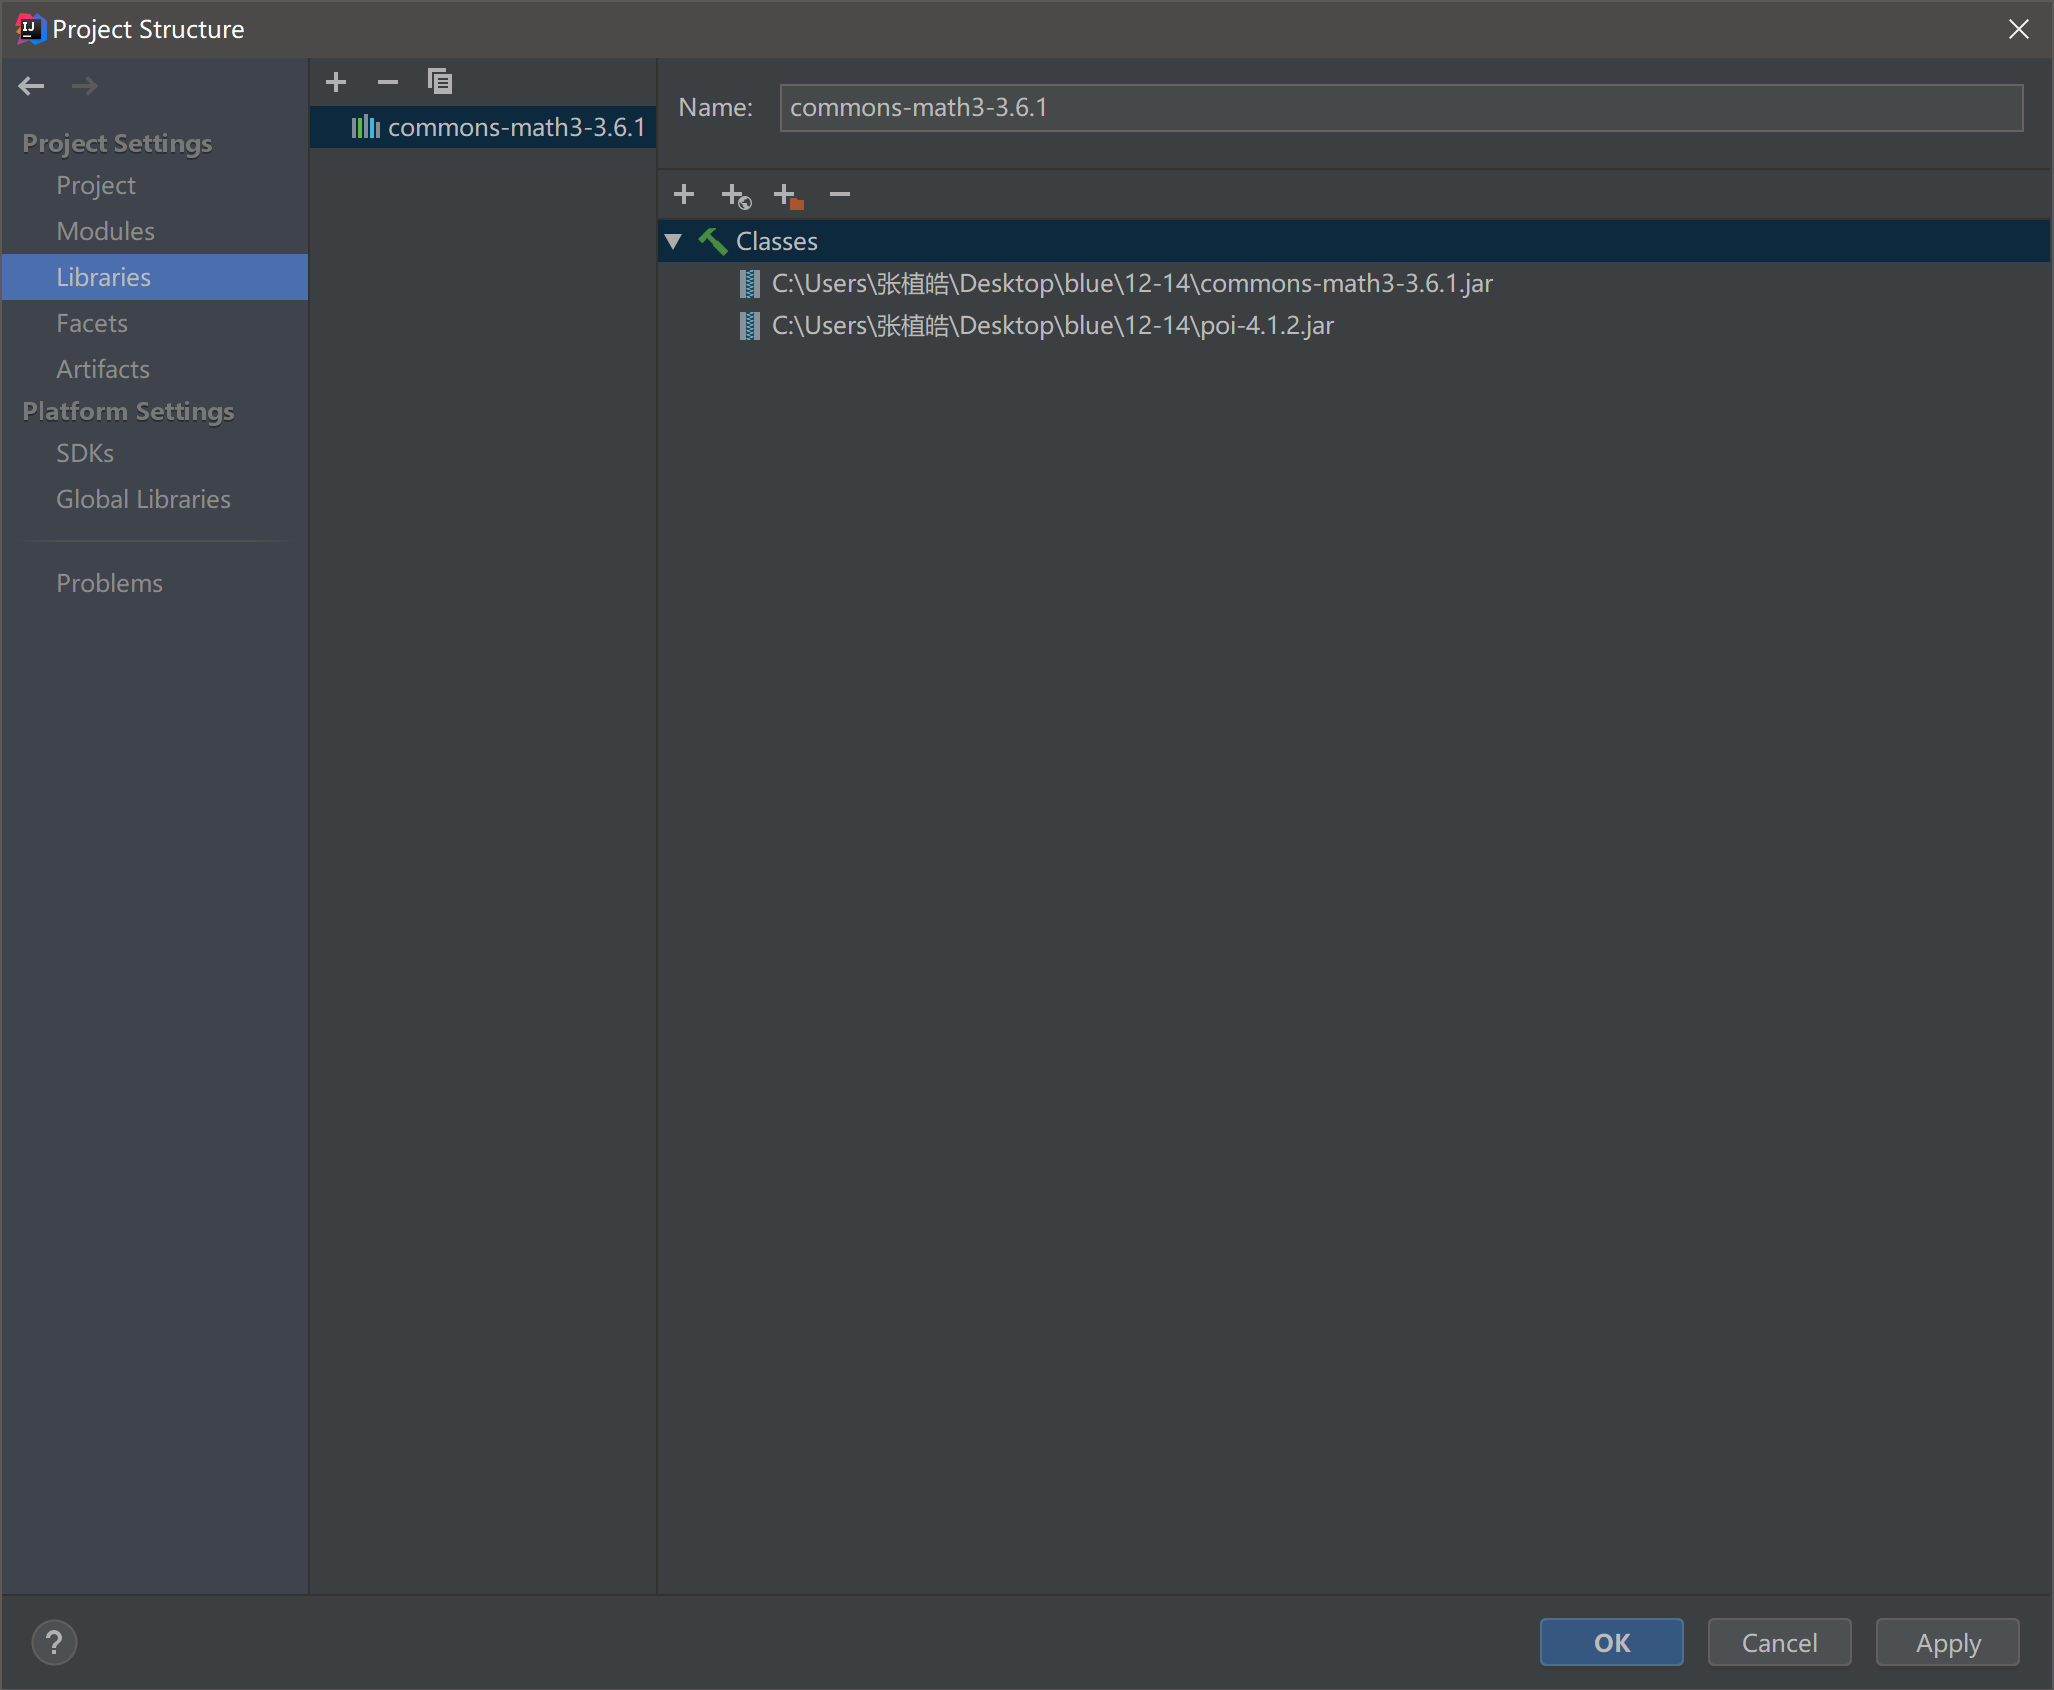 Project Structure
Project Settings
Project
Modules
Libraries
Facets
Artifacts
Platform Settings
SDKs
Global Libraries
Problems
commons-math3-3.6.1
Name: commons-math3-3.6.1
Classes
C:\Users\张植皓\Desktop\blue\12-14\commons-math3-3.6.1.jar
C:\Users\张植皓\Desktop\blue\12-14\poi-4.1.2.jar
?
OK Cancel Apply